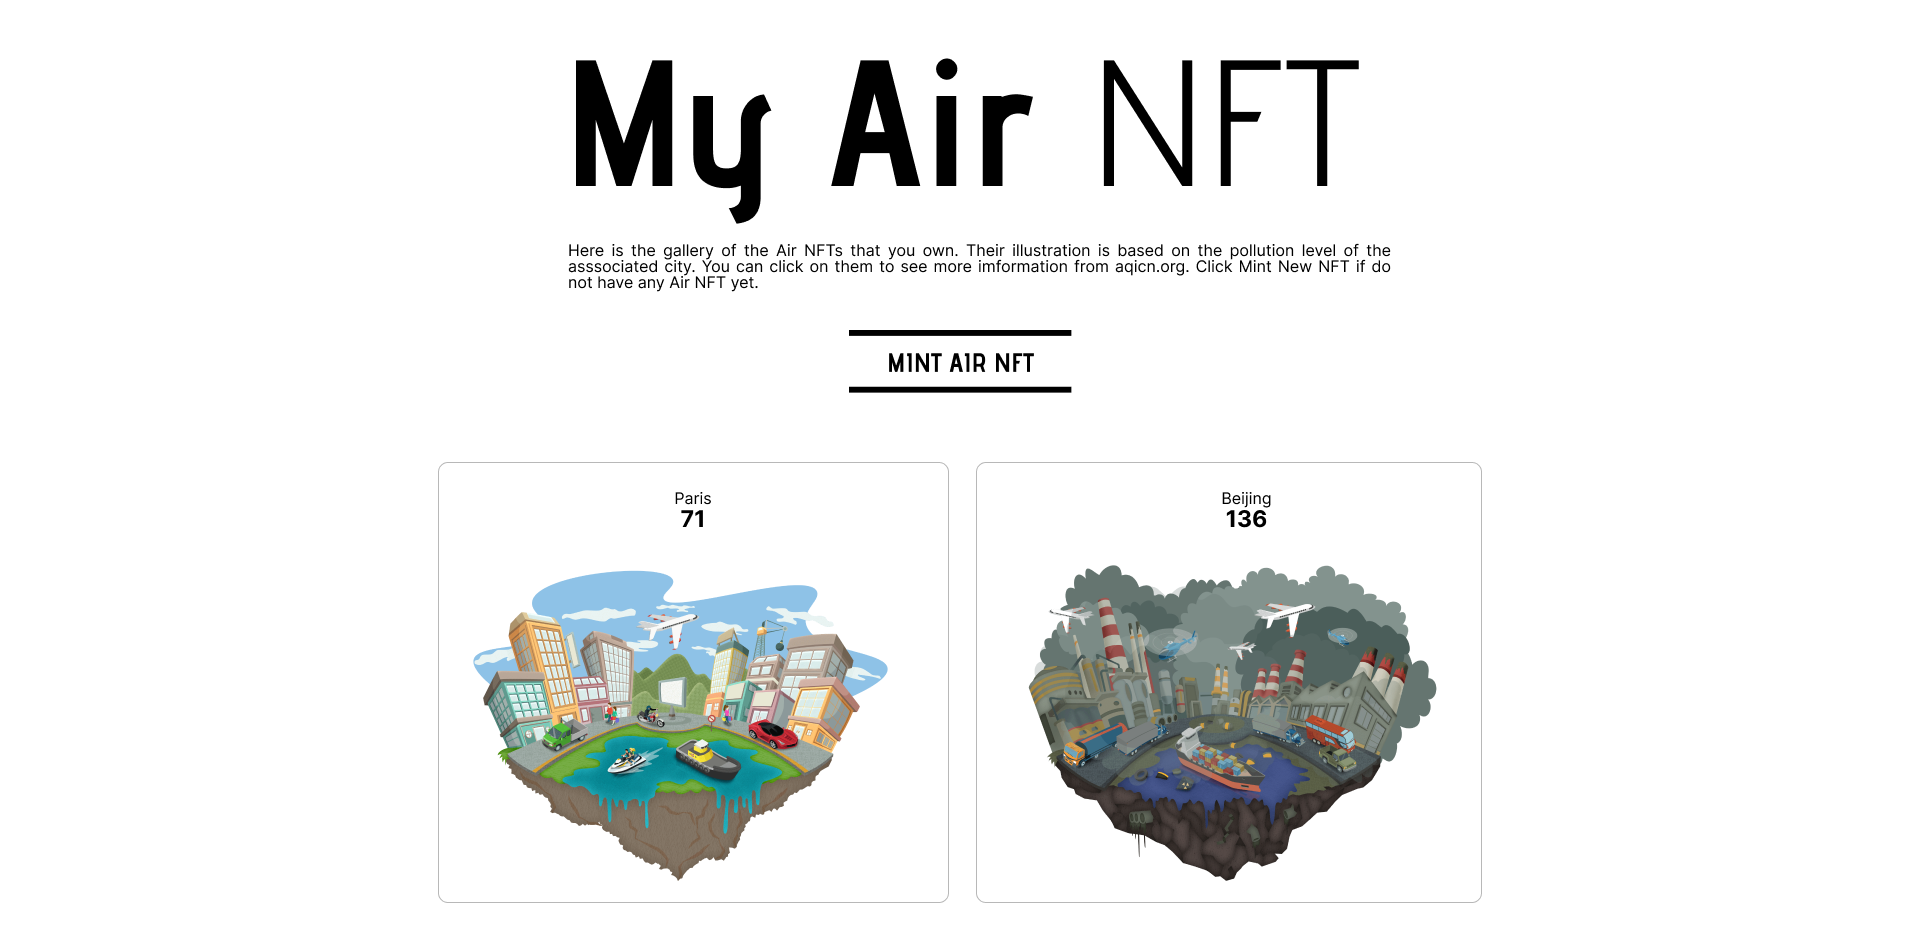 My Air NFT
Here is the gallery of the Air NFTs that you own. Their illustration is based on the pollution level of the
asssociated city. You can click on them to see more imformation from aqicn.org. Click Mint New NFT if do
not have any Air NFT yet.
MINT AIR NFT
Paris
71
Beijing
136